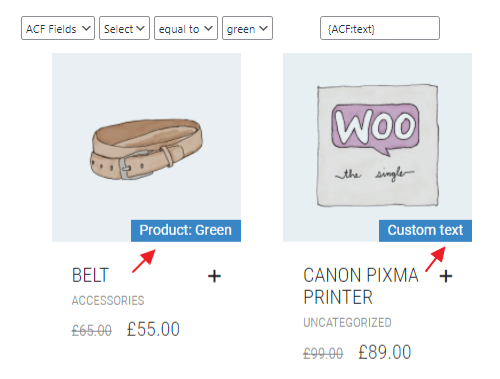 ACF Fields Select equal to green {ACF:text}
WOO
the single
Product: Green Custom text
BELT + CANON PIXMA +
PRINTER
ACCESSORIES
UNCATEGORIZED
£65.00 £55.00
£99.00 £89.00